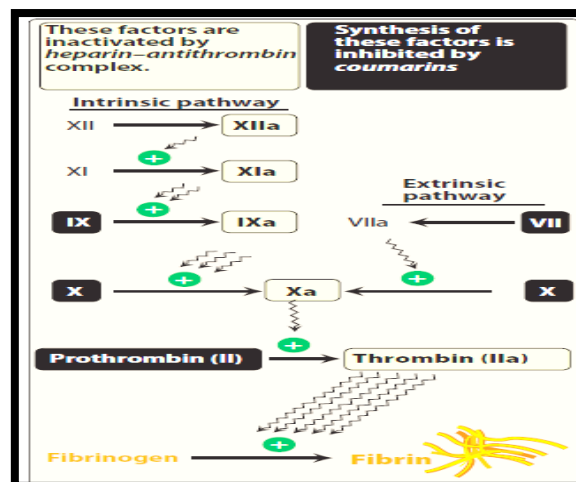 These factors are
inactivated by
heparin–antithrombin
complex.
Synthesis of
these factors is
inhibited by
coumarins
Intrinsic pathway
XII XIIa
+
XI XIa
+
Extrinsic
pathway
IX IXa VIIa VII
+ +
X Xa X
+
Prothrombin (II) Thrombin (IIa)
+
Fibrinogen Fibrin